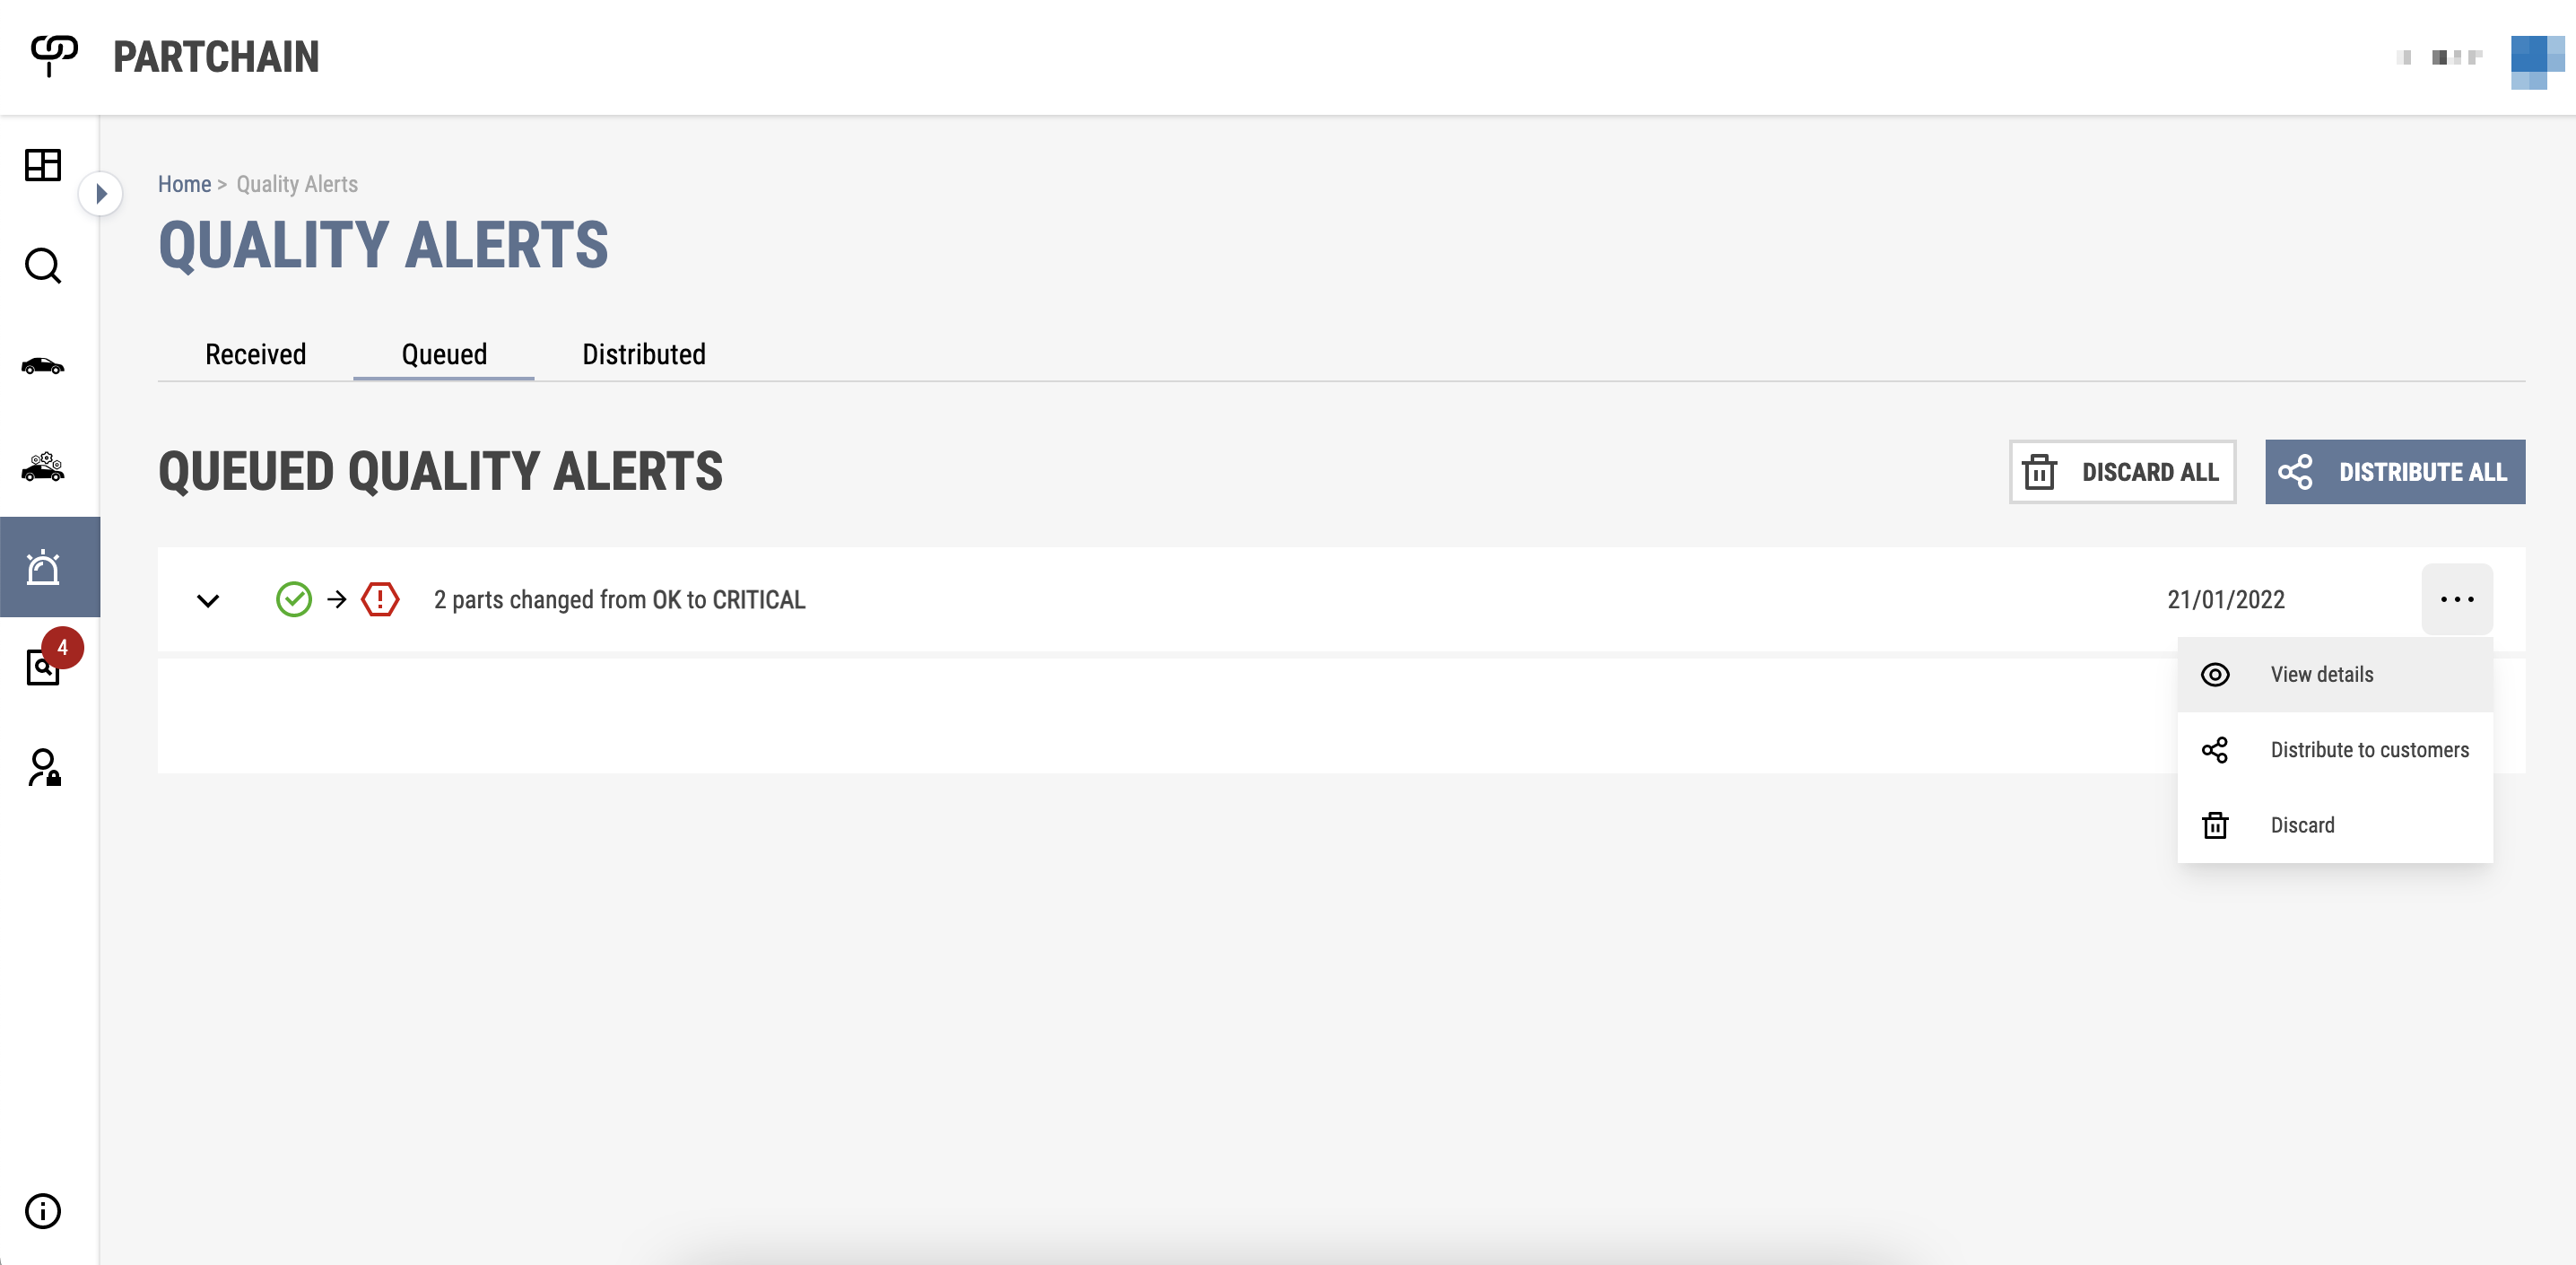 PARTCHAIN
Home > Quality Alerts
QUALITY ALERTS
Received Queued Distributed
QUEUED QUALITY ALERTS
DISCARD ALL
DISTRIBUTE ALL
2 parts changed from OK to CRITICAL
21/01/2022
...
4
View details
Distribute to customers
Discard